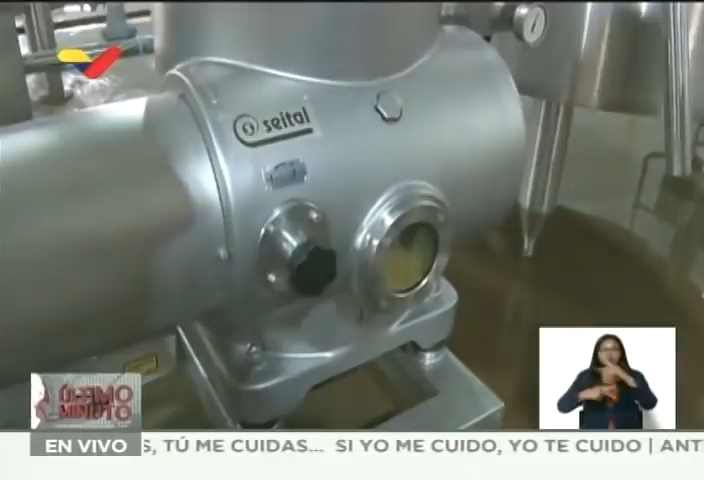 seital
ÚLTIMO
MINUTO
EN VIVO
S, TÚ ME CUIDAS... SI YO ME CUIDO, YO TE CUIDO | ANT